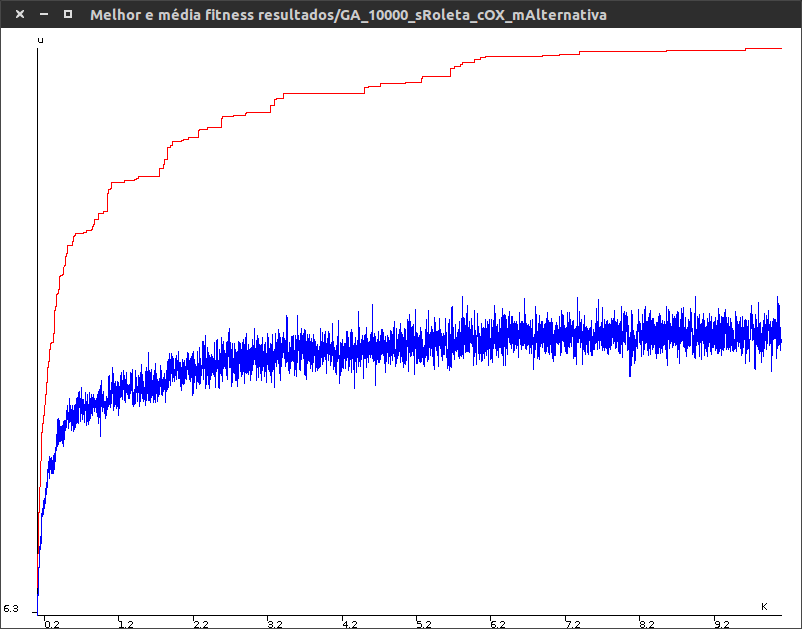 Melhor e média fitness resultados/GA_10000_sRoleta_cOX_mAlternativa
u
6.3
K
0.2 1.2 2.2 3.2 4.2 5.2 6.2 7.2 8.2 9.2